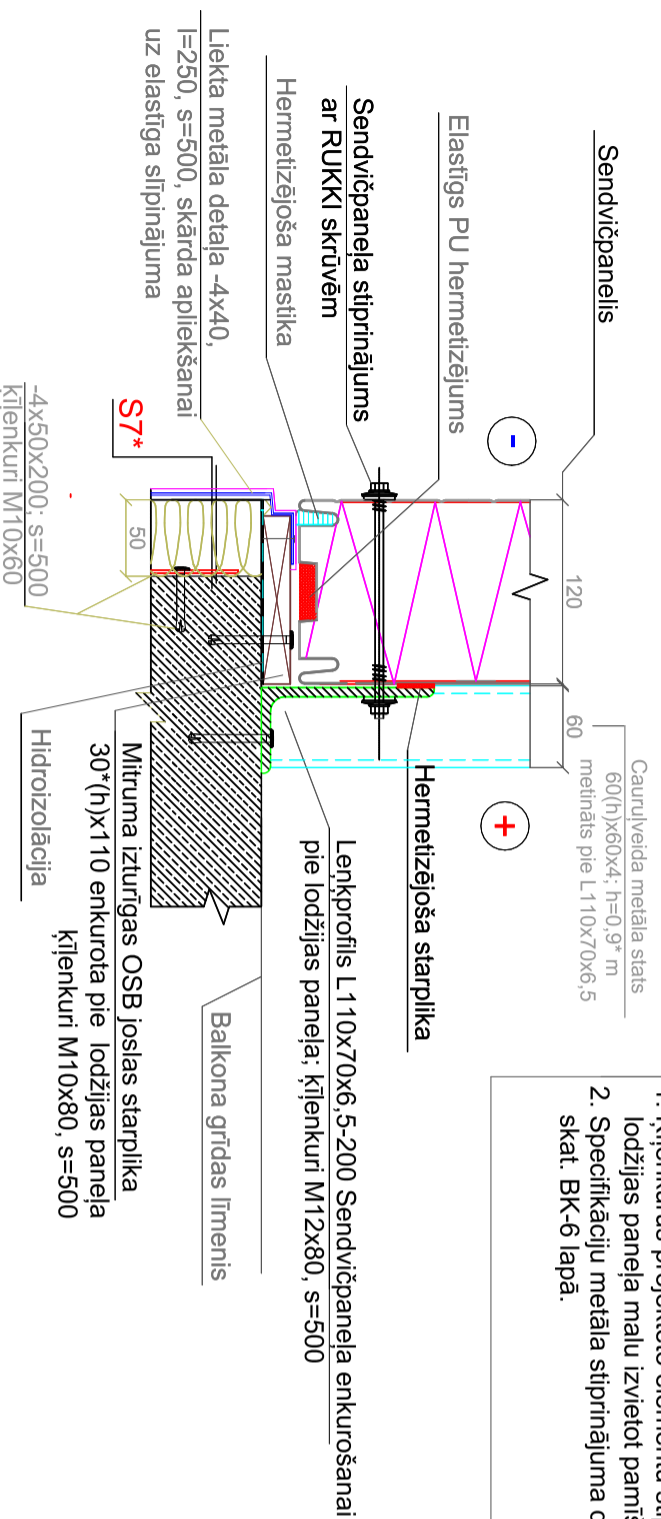 Sendvičpanelis
Elastīgs PU hermetizējums
Sendvičpaneļa stiprinājums
ar RUKKI skrūvēm
Hermetizējoša mastika
Liekta metāla detaļa -4x40,
l=250, s=500, skārda apliekšanai
uz elastīga slīpinājuma
S7*
-4x50x200; s=500
ķīļenkuri M10x60
-
+
120
60
50
Cauruļveida metāla stats
60(h)x60x4; h=0,9* m
metināts pie L110x70x6,5
Hermetizējoša starplika
Leņķprofils L110x70x6,5-200 Sendvičpaneļa enkurošanai
pie lodžijas paneļa; ķīļenkuri M12x80, s=500
Balkona grīdas līmenis
Mitruma izturīgas OSB joslas starplika
30*(h)x110 enkurota pie lodžijas paneļa
ķīļenkuri M10x80, s=500
Hidroizolācija
lodžijas paneļa malu izvietot
2. Specifikāciju metāla stiprinājuma
skat. BK-6 lapā.